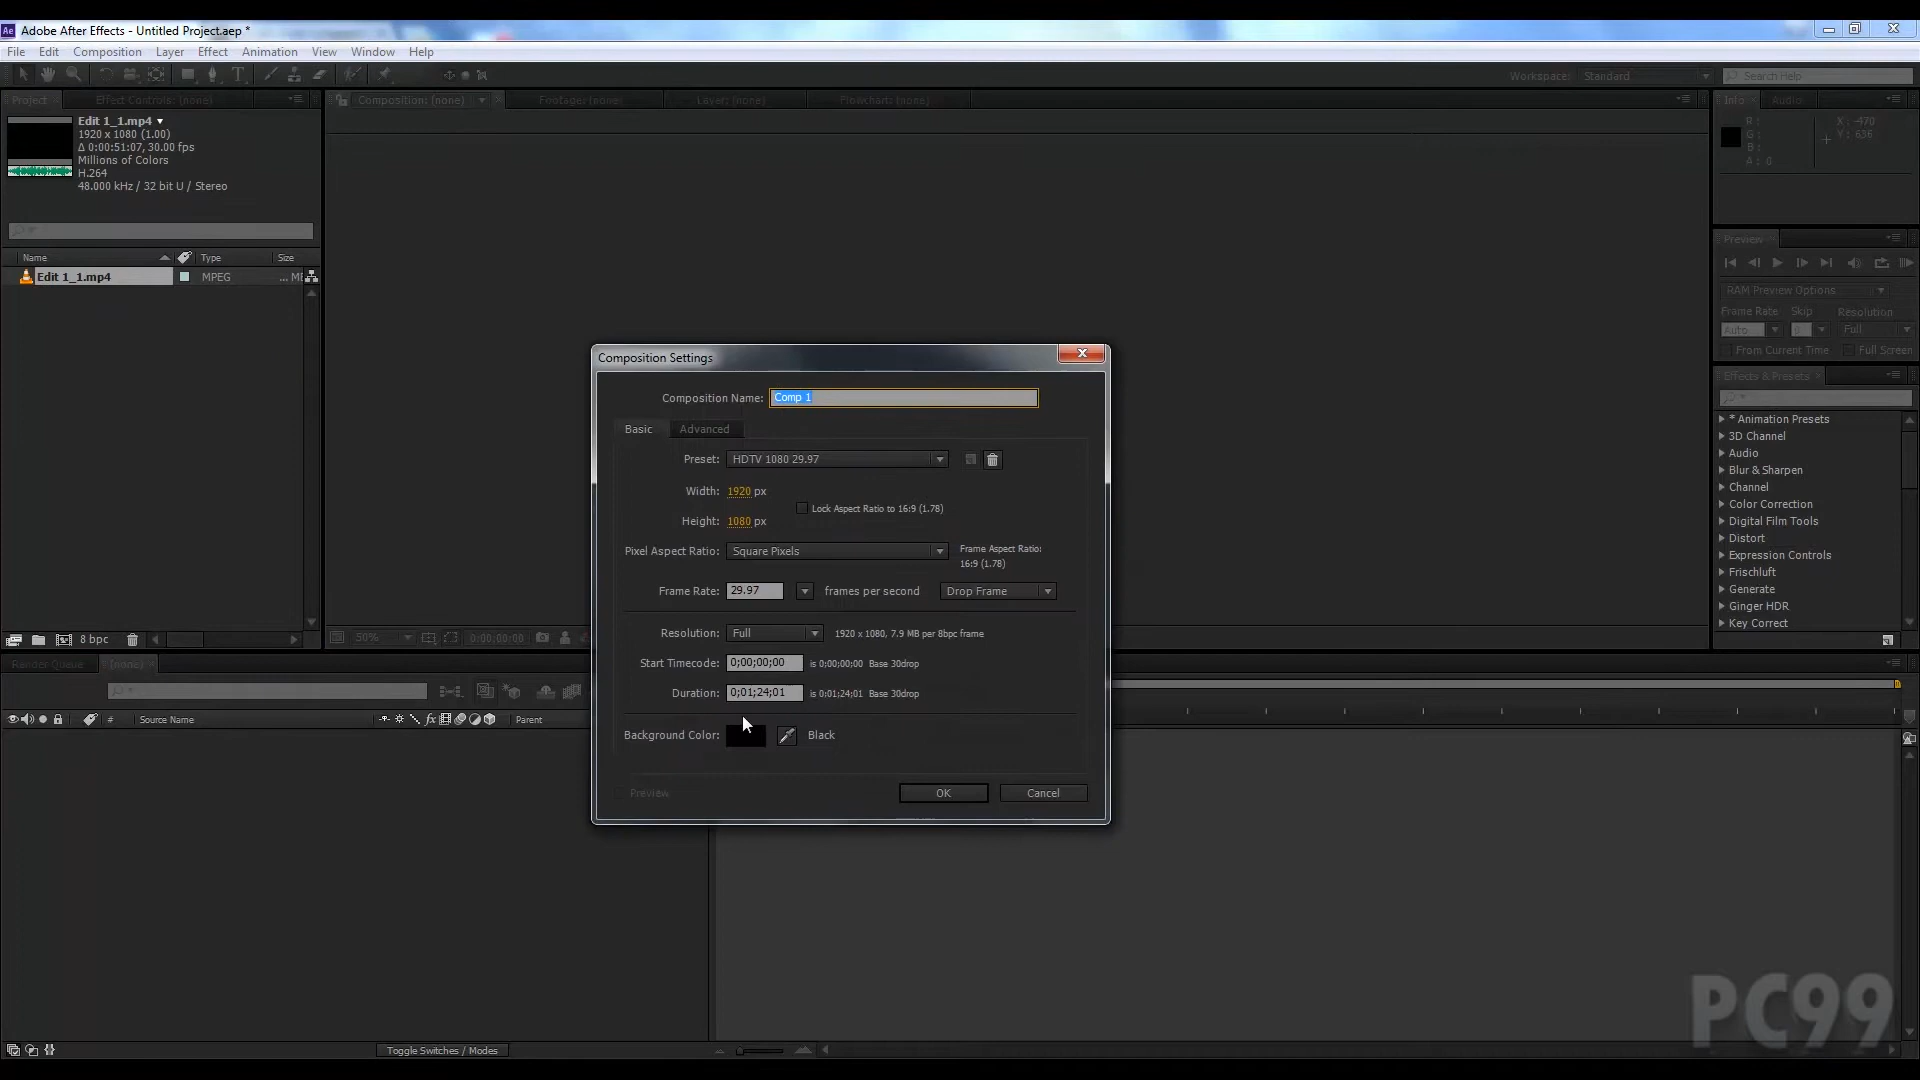 Ae Adobe After Effects - Untitled Project.aep *
File Edit Composition Layer Effect Animation View Window Help
Workspace: Standard Search Help
Project Effect Controls: (none) Composition: (none) Footage: (none) Layer: (none) Flowchart: (none) Info Audio
Edit 1_1.mp4
1920 x 1080 (1.00)
Δ 0:00:51:07, 30.00 fps
Millions of Colors
H.264
48.000 kHz / 32 bit U / Stereo
R :
G :
B :
A : 0
X : -470
Y : 636
Name Type Size
Edit 1_1.mp4 MPEG ... ME
Preview
RAM Preview Options
Frame Rate Skip Resolution
Auto 0 Full
From Current Time Full Screen
Effects & Presets
* Animation Presets
3D Channel
Audio
Blur & Sharpen
Channel
Color Correction
Digital Film Tools
Distort
Expression Controls
Frischluft
Generate
Ginger HDR
Key Correct
Composition Settings
Composition Name: Comp 1
Basic Advanced
Preset: HDTV 1080 29.97
Width: 1920 px
Lock Aspect Ratio to 16:9 (1.78)
Height: 1080 px
Pixel Aspect Ratio: Square Pixels
Frame Aspect Ratio:
16:9 (1.78)
Frame Rate: 29.97 frames per second Drop Frame
Resolution: Full 1920 x 1080, 7.9 MB per 8bpc frame
Start Timecode: 0;00;00;00 is 0;00;00;00 Base 30drop
Duration: 0;01;24;01 is 0;01;24;01 Base 30drop
Background Color: Black
Preview OK Cancel
8 bpc
50% 0:00:00:00
Render Queue (none)
# Source Name Parent
Toggle Switches / Modes
PC99